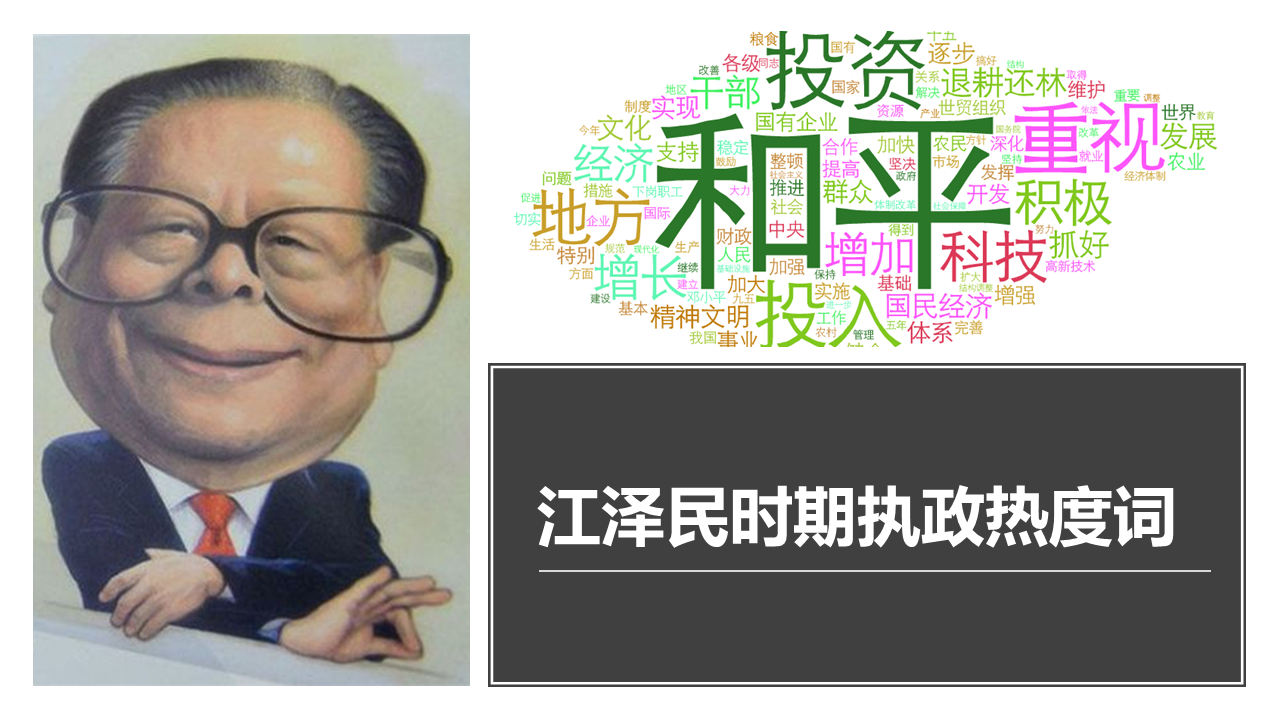 十五
粮食 投资 国有 逐步
各级 同志 搞好 结构
改善 关系 退耕还林 取得
地区 干部 国家 解决 维护 重要 调整
制度 实现 资源 产业 世贸组织 重视 世界 教育
今年 文化 国有企业 国务院 依法
和平
稳定 合作 加快 农民 方针 深化 改革 发展
经济 支持 鼓励 整顿 提高 坚决 市场 坚持 就业 农业
问题 社会主义 政府 发挥 经济体制
促进 措施 下岗职工 大力 推进 群众 开发 积极
切实 地方 企业 国际 社会 体制改革 社会保障
生活 财政 中央 得到 努力
特别 规范 现代化 生产 人民 增加 科技 抓好
方面 增长 继续 基础设施 加强 保持 扩大 高新技术
建设 建立 邓小平 九五 加大 投入 实施 基础 结构调整 增强
基本 精神文明 进一步 国民经济
我国 事业 工作 农村 管理 五年 体系 完善
江泽民时期执政热度词